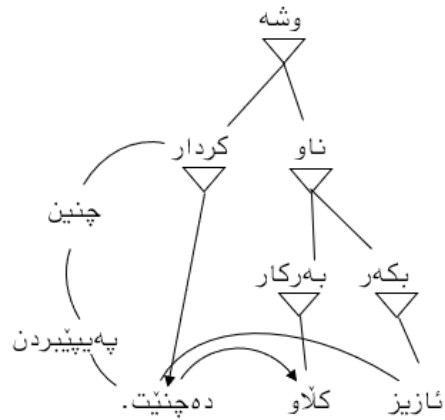 وشە
ناو کردار
چنین
بکەر بەرکار
پەیپێبردن
ئازیز کڵاو دەچنێت.